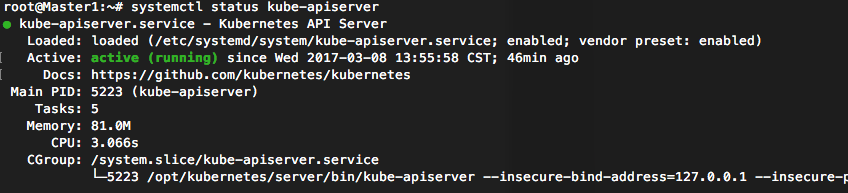 root@Master1:~# systemctl status kube-apiserver
● kube-apiserver.service - Kubernetes API Server
Loaded: loaded (/etc/systemd/system/kube-apiserver.service; enabled; vendor preset: enabled)
Active: active (running) since Wed 2017-03-08 13:55:58 CST; 46min ago
Docs: https://github.com/kubernetes/kubernetes
Main PID: 5223 (kube-apiserver)
Tasks: 5
Memory: 81.0M
CPU: 3.066s
CGroup: /system.slice/kube-apiserver.service
└─5223 /opt/kubernetes/server/bin/kube-apiserver --insecure-bind-address=127.0.0.1 --insecure-p